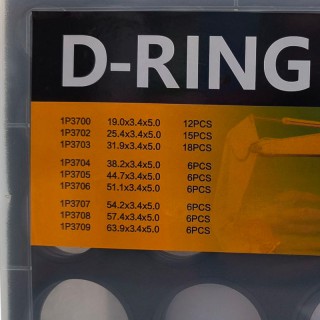 D-RING
1P3700 19.0x3.4x5.0 12PCS
1P3702 25.4x3.4x5.0 15PCS
1P3703 31.9x3.4x5.0 18PCS
1P3704 38.2x3.4x5.0 6PCS
1P3705 44.7x3.4x5.0 6PCS
1P3706 51.1x3.4x5.0 6PCS
1P3707 54.2x3.4x5.0 6PCS
1P3708 57.4x3.4x5.0 6PCS
1P3709 63.9x3.4x5.0 6PCS